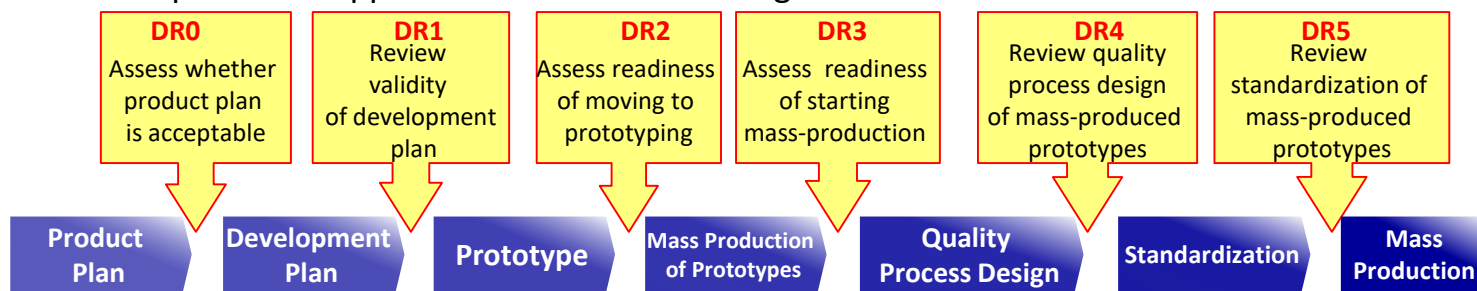 DR0
Assess whether
product plan
is acceptable
DR1
Review
validity
of development
plan
DR2
Assess readiness
of moving to
prototyping
DR3
Assess  readiness
of starting
mass-production
DR4
Review quality
process design
of mass-produced
prototypes
DR5
Review
standardization of
mass-produced
prototypes
Product
Plan
Development
Plan
Prototype
Mass Production
of Prototypes
Quality
Process Design
Standardization
Mass
Production